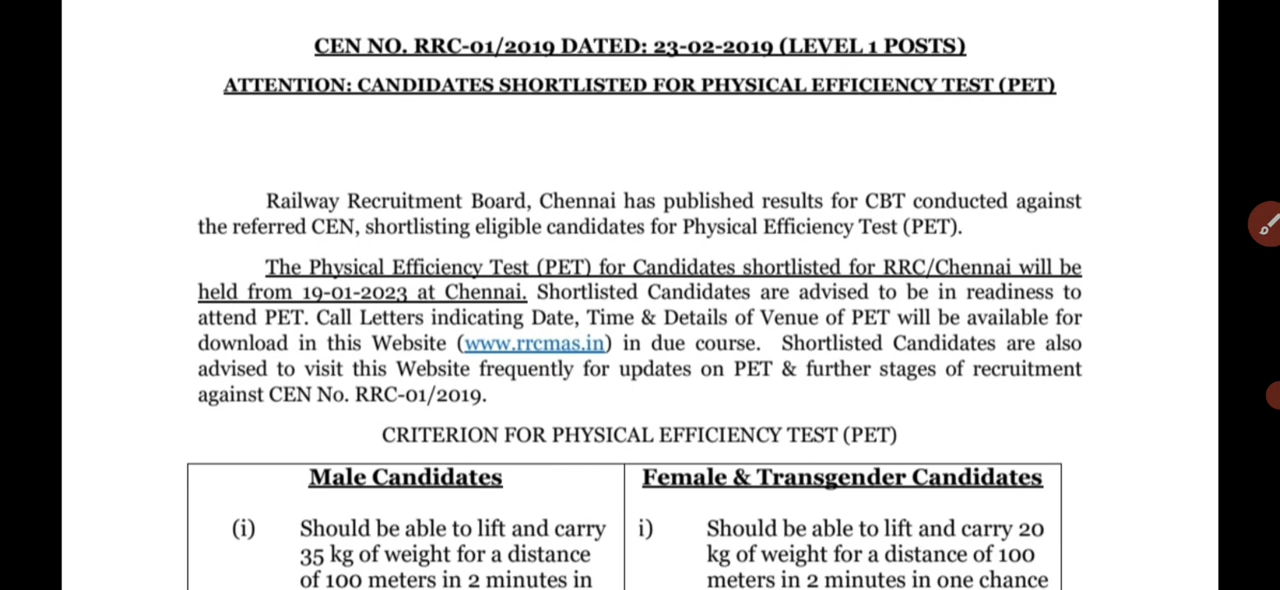 CEN NO. RRC-01/2019 DATED: 23-02-2019 (LEVEL 1 POSTS)
ATTENTION: CANDIDATES SHORTLISTED FOR PHYSICAL EFFICIENCY TEST (PET)
Railway Recruitment Board, Chennai has published results for CBT conducted against
the referred CEN, shortlisting eligible candidates for Physical Efficiency Test (PET).
The Physical Efficiency Test (PET) for Candidates shortlisted for RRC/Chennai will be
held from 19-01-2023 at Chennai. Shortlisted Candidates are advised to be in readiness to
attend PET. Call Letters indicating Date, Time & Details of Venue of PET will be available for
download in this Website (www.rrcmas.in) in due course. Shortlisted Candidates are also
advised to visit this Website frequently for updates on PET & further stages of recruitment
against CEN No. RRC-01/2019.
CRITERION FOR PHYSICAL EFFICIENCY TEST (PET)
Male Candidates
(i) Should be able to lift and carry
35 kg of weight for a distance
of 100 meters in 2 minutes in
Female & Transgender Candidates
i) Should be able to lift and carry 20
kg of weight for a distance of 100
meters in 2 minutes in one chance